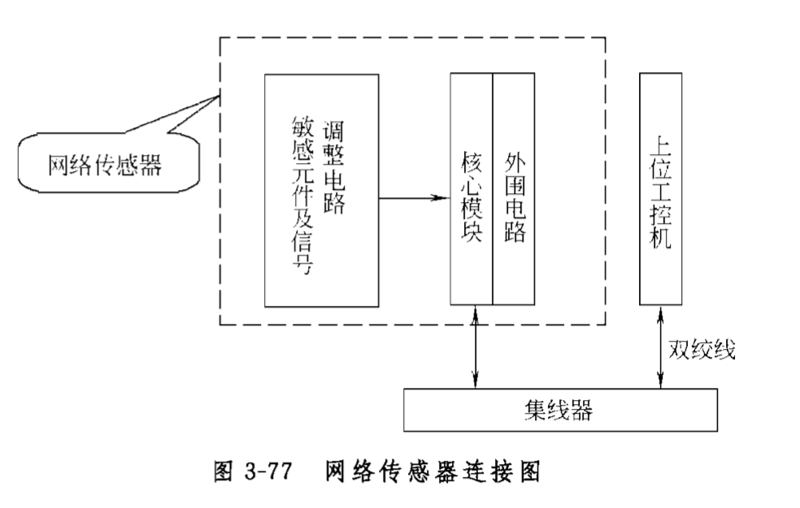 网络传感器
敏感元件及信号
调整电路
核心模块
外围电路
上位工控机
双绞线
集线器
图 3-77 网络传感器连接图